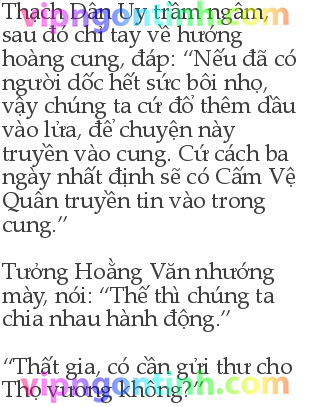 Thạch Dận Uy trầm ngâm,
sau đó chỉ tay về hướng
hoàng cung, đáp: “Nếu đã có
người dốc hết sức bôi nhọ,
vậy chúng ta cứ đổ thêm dầu
vào lửa, để chuyện này
truyền vào cung. Cứ cách ba
ngày nhất định sẽ có Cấm Vệ
Quân truyền tin vào trong
cung.”
Tưởng Hoằng Văn nhướng
mày, nói: “Thế thì chúng ta
chia nhau hành động.”
“Thất gia, có cần gửi thư cho
Thọ vương không?”
vipngontinh.com
vipngontinh.com